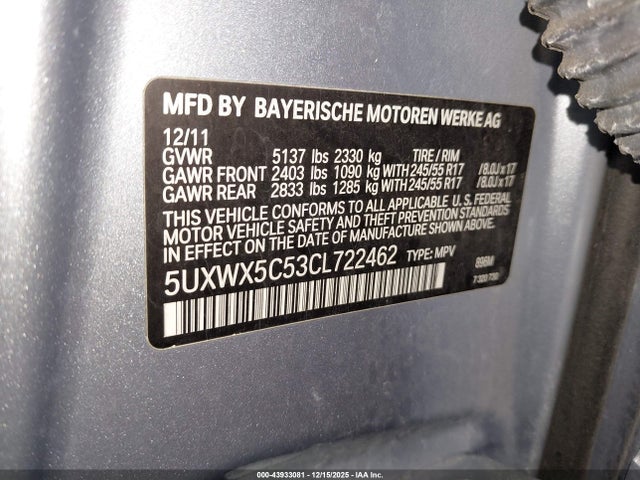 MFD BY BAYERISCHE MOTOREN WERKE AG
12/11
GVWR 5137 lbs 2330 kg TIRE / RIM
GAWR FRONT 2403 lbs 1090 kg WITH 245/55 R17 / 8.0J x 17
GAWR REAR 2833 lbs 1285 kg WITH 245/55 R17 / 8.0J x 17
THIS VEHICLE CONFORMS TO ALL APPLICABLE U.S. FEDERAL
MOTOR VEHICLE SAFETY AND THEFT PREVENTION STANDARDS
IN EFFECT ON THE DATE OF MANUFACTURE SHOWN ABOVE.
5UXWX5C53CL722462 TYPE: MPV
000-43933081 - 12/15/2025 - IAA Inc.